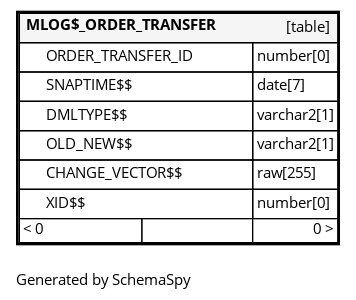 MLOG$_ORDER_TRANSFER [table]
ORDER_TRANSFER_ID number[0]
SNAPTIME$$ date[7]
DMLTYPE$$ varchar2[1]
OLD_NEW$$ varchar2[1]
CHANGE_VECTOR$$ raw[255]
XID$$ number[0]
< 0 0 >
Generated by SchemaSpy